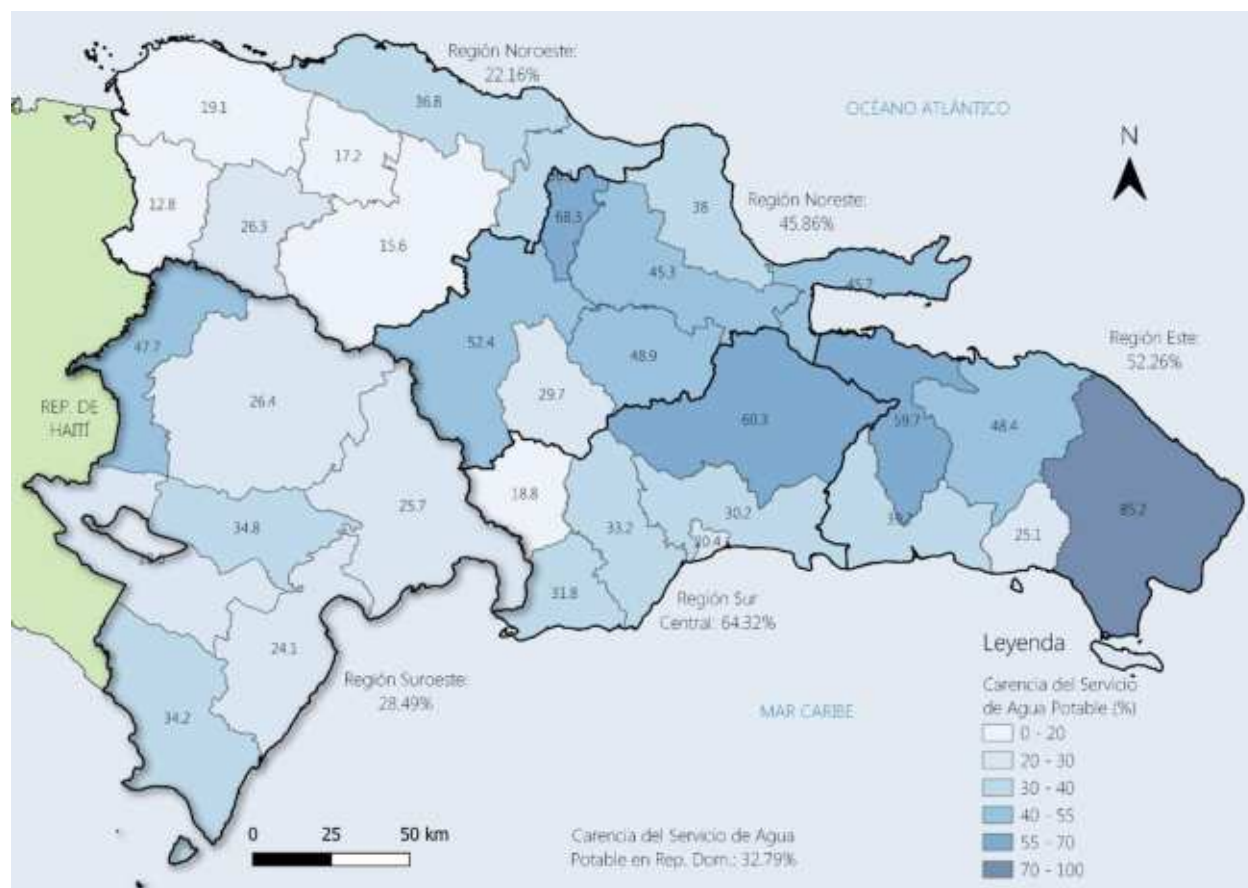 Región Noroeste:
22.16%
OCÉANO ATLÁNTICO
N
36.8
19.1
17.2
12.8
26.3
15.6
68.3
38
Región Noreste:
45.86%
45.3
45.7
47.7
52.4
48.9
Región Este:
52.26%
REP. DE
HAITÍ
26.4
29.7
60.3
59.7
48.4
18.8
25.7
34.8
33.2
30.2
25.1
85.2
31.8
Región Sur
Central: 64.32%
24.1
Región Suroeste:
28.49%
34.2
MAR CARIBE
Leyenda
Carencia del Servicio
de Agua Potable (%)
0 - 20
20 - 30
30 - 40
40 - 55
55 - 70
70 - 100
0 25 50 km
Carencia del Servicio de Agua
Potable en Rep. Dom.: 32.79%